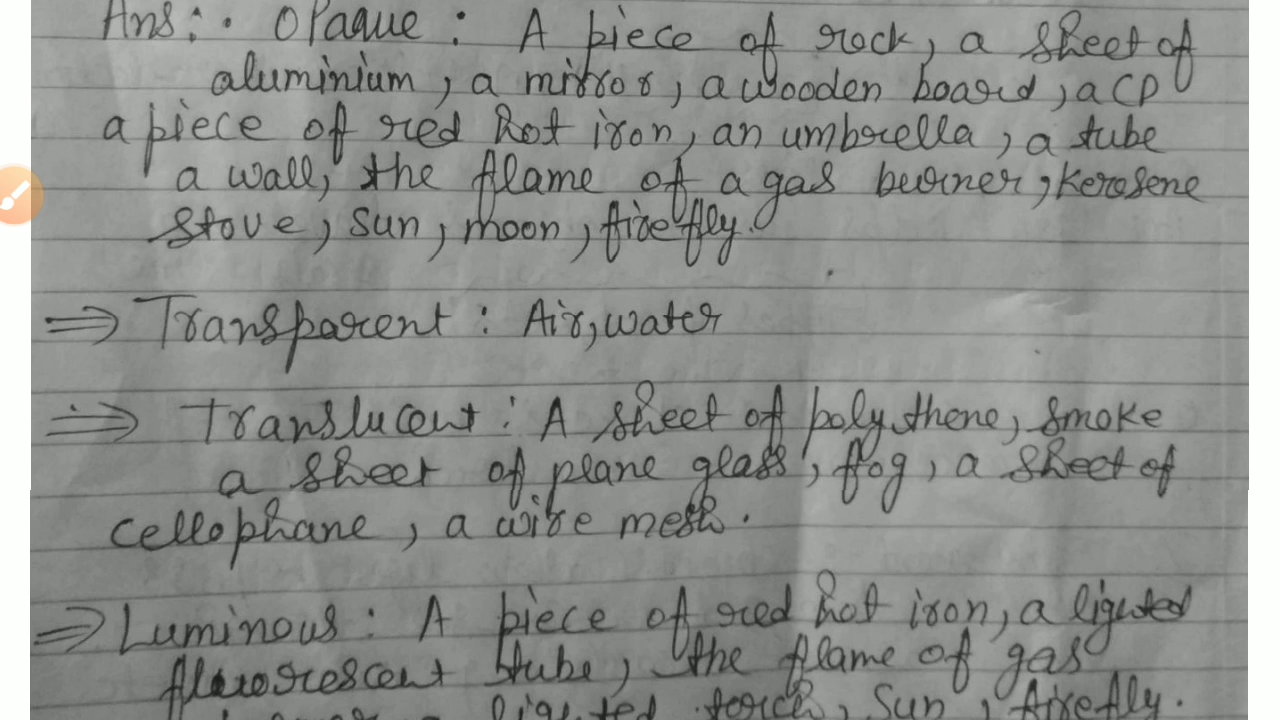 Ans: • Opaque : A piece of rock, a sheet of
aluminium, a mirror, a wooden board, a CD
a piece of red hot iron, an umbrella, a tube
a wall, the flame of a gas burner, kerosene
stove, sun, moon, firefly.
⇒ Transparent : Air, water
⇒ Translucent : A sheet of polythene, smoke
a sheet of plane glass, fog, a sheet of
cellophane, a wire mesh.
⇒ Luminous : A piece of red hot iron, a lighted
fluorescent tube, the flame of gas
lighted torch, Sun, firefly.